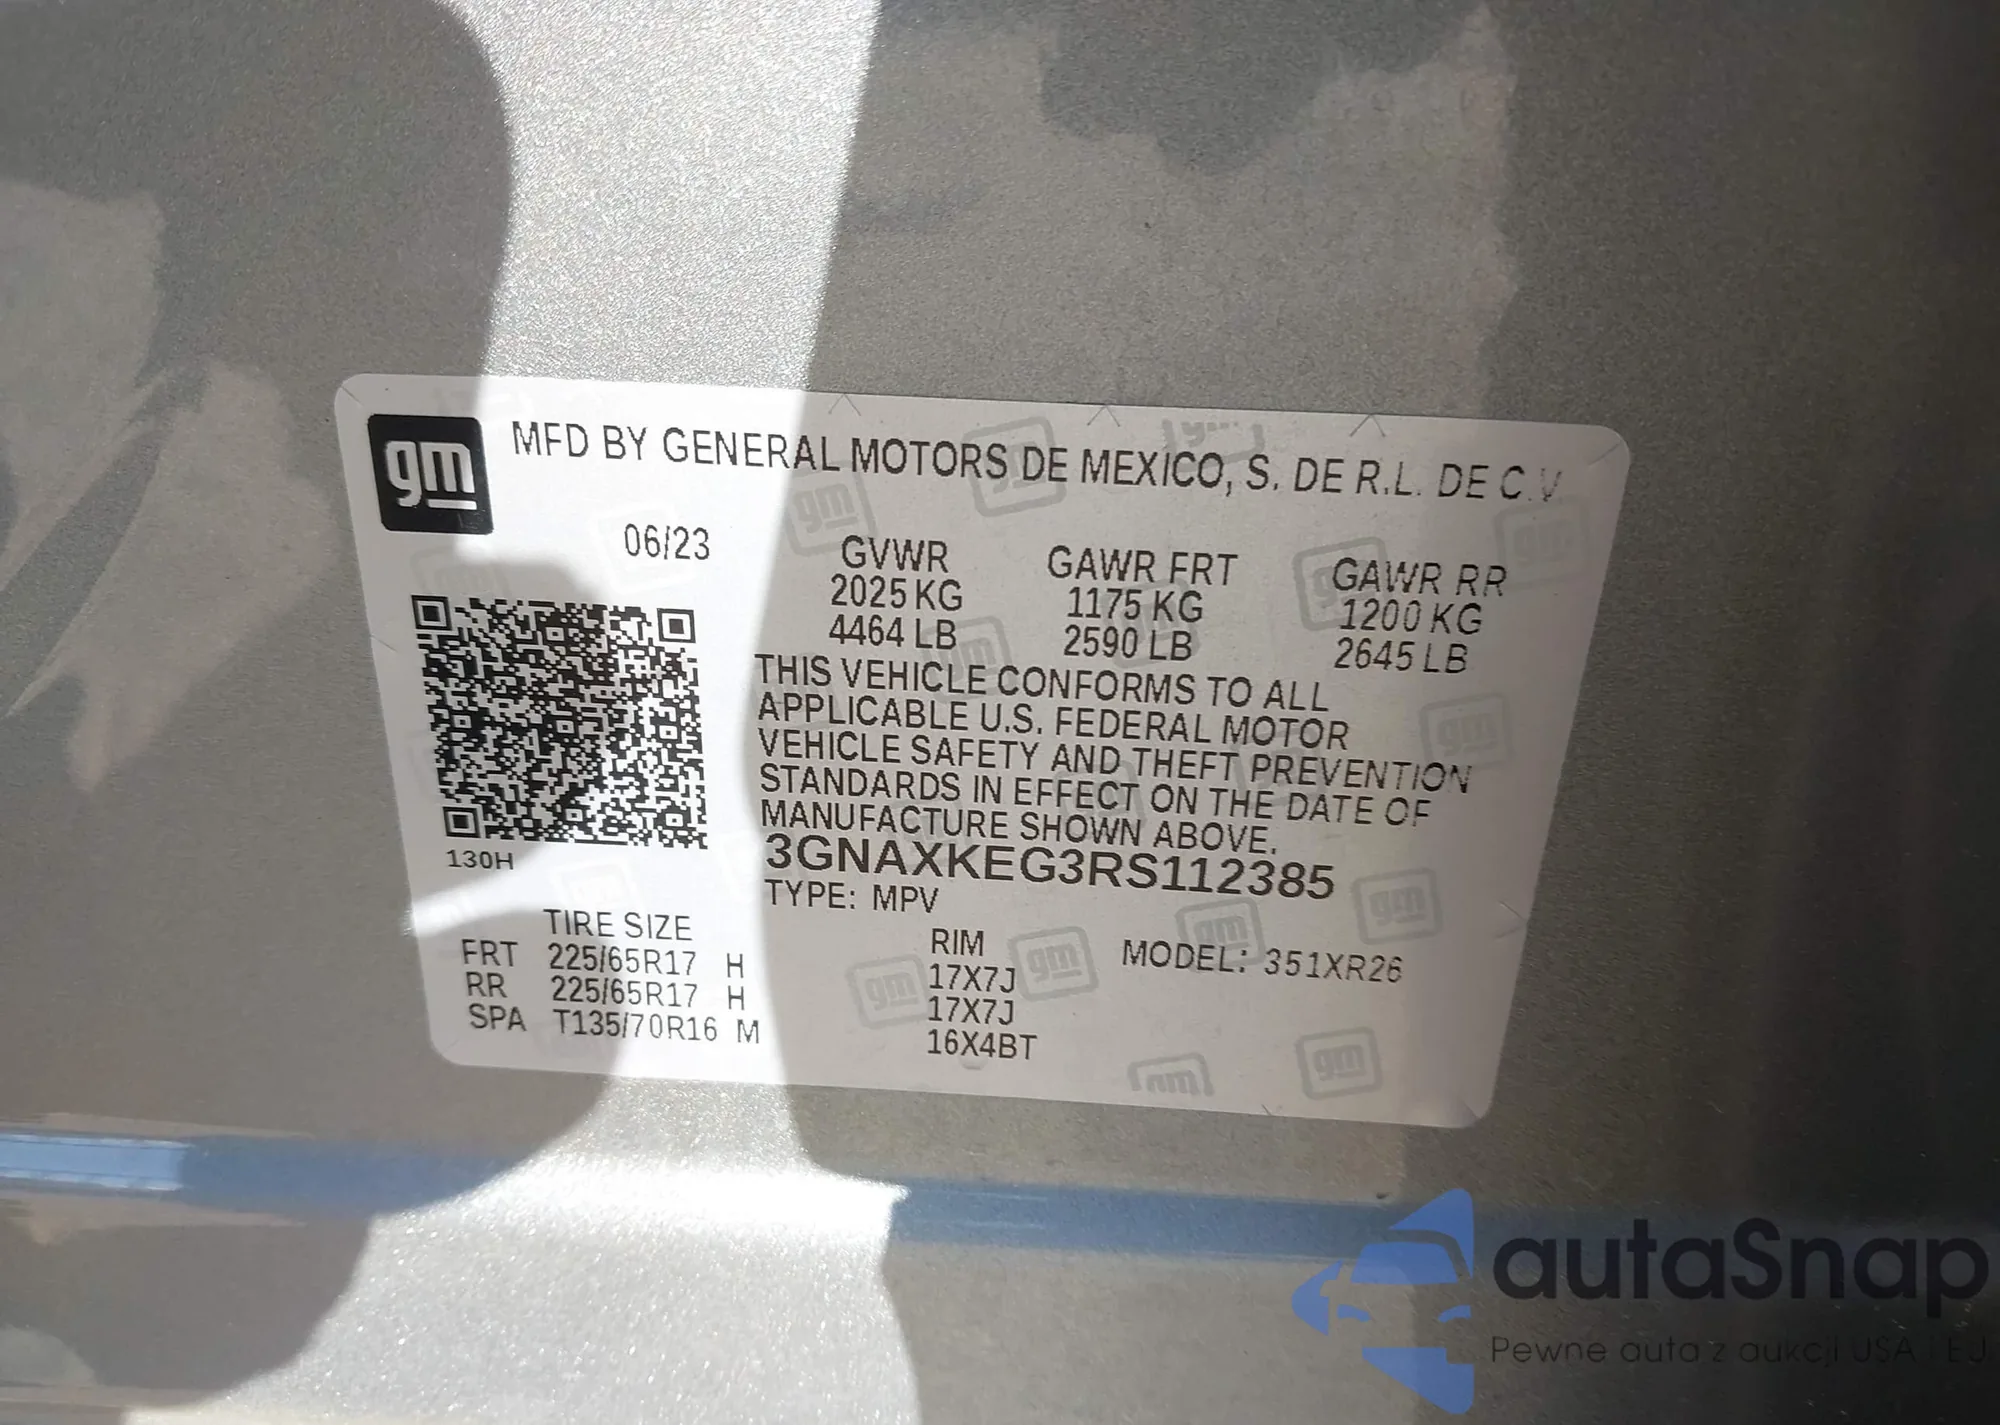 gm
MFD BY GENERAL MOTORS DE MEXICO, S. DE R.L. DE C.V.
06/23
GVWR GAWR FRT GAWR RR
2025 KG 1175 KG 1200 KG
4464 LB 2590 LB 2645 LB
THIS VEHICLE CONFORMS TO ALL
APPLICABLE U.S. FEDERAL MOTOR
VEHICLE SAFETY AND THEFT PREVENTION
STANDARDS IN EFFECT ON THE DATE OF
MANUFACTURE SHOWN ABOVE.
3GNAXKEG3RS112385
130H
TYPE: MPV
TIRE SIZE RIM MODEL: 351XR26
FRT 225/65R17 H 17X7J
RR 225/65R17 H 17X7J
SPA T135/70R16 M 16X4BT
autaSnap
Pewne auta z aukcji USA i EU